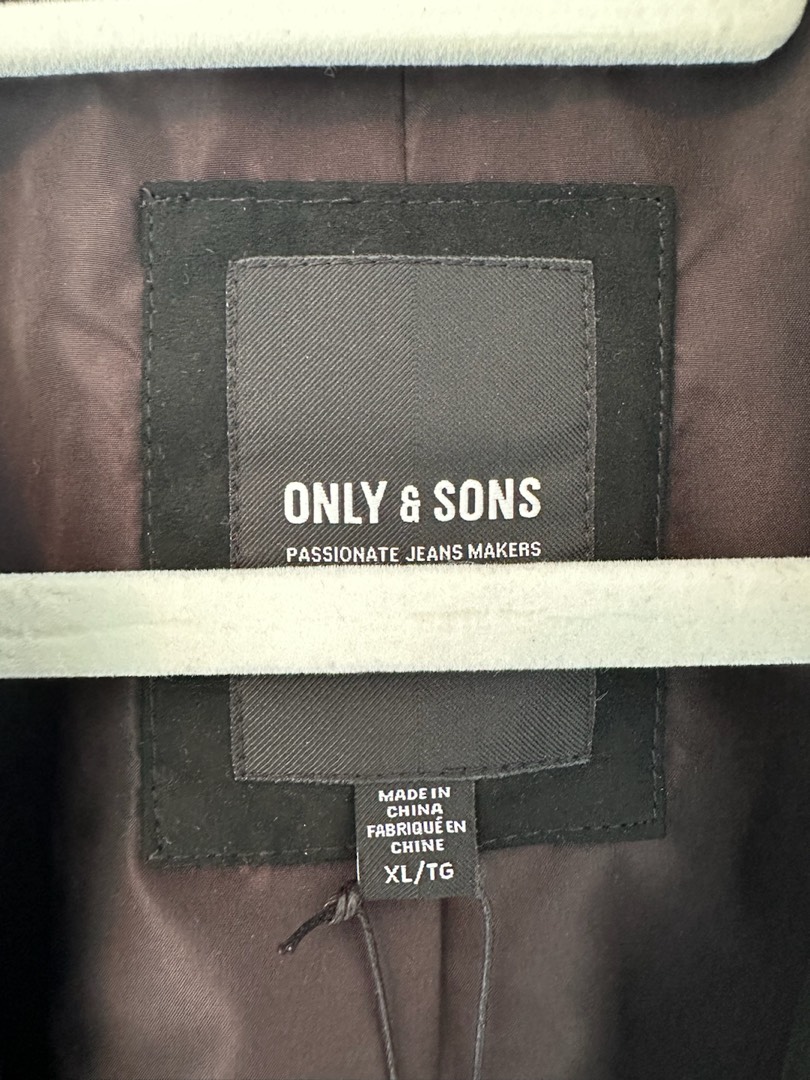 ONLY & SONS
PASSIONATE JEANS MAKERS
MADE IN
CHINA
FABRIQUÉ EN
CHINE
XL/TG